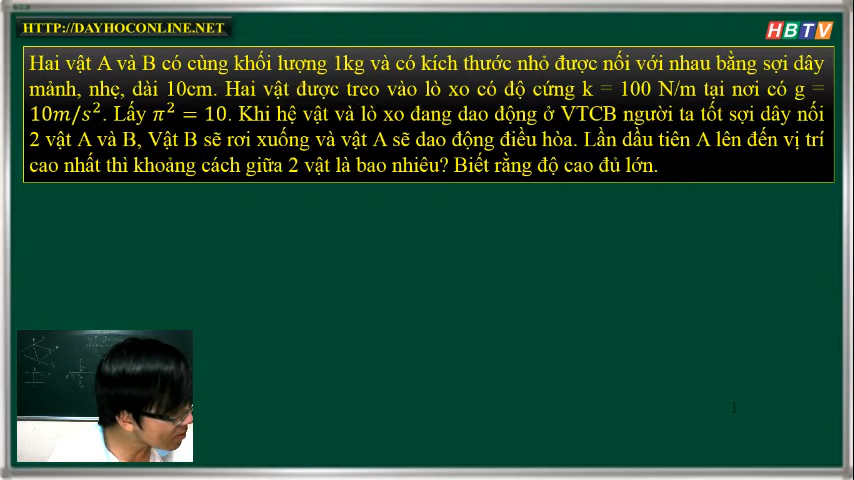 HTTP://DAYHOCONLINE.NET
HBTV
Hai vật A và B có cùng khối lượng 1kg và có kích thước nhỏ được nối với nhau bằng sợi dây
mảnh, nhẹ, dài 10cm. Hai vật được treo vào lò xo có độ cứng k = 100 N/m tại nơi có g =
10m/s². Lấy π² = 10. Khi hệ vật và lò xo đang dao động ở VTCB người ta tốt sợi dây nối
2 vật A và B, Vật B sẽ rơi xuống và vật A sẽ dao động điều hòa. Lần đầu tiên A lên đến vị trí
cao nhất thì khoảng cách giữa 2 vật là bao nhiêu? Biết rằng độ cao đủ lớn.